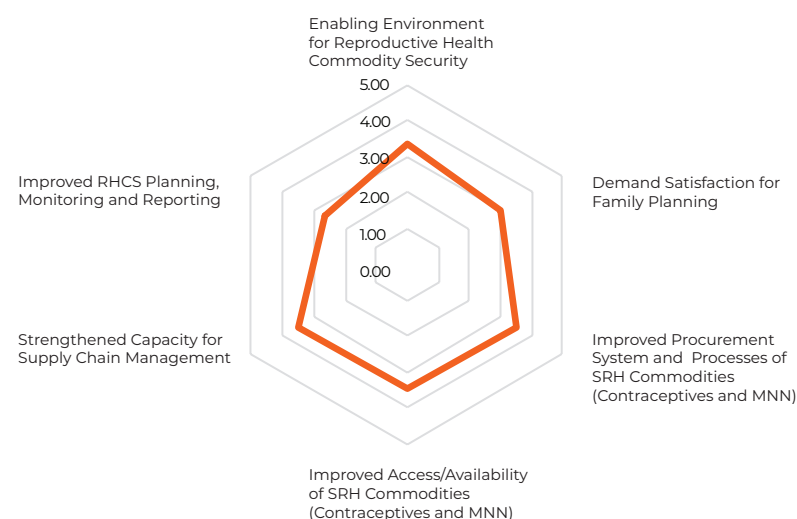 Enabling Environment
for Reproductive Health
Commodity Security
5.00
4.00
3.00
2.00
1.00
0.00
Demand Satisfaction for
Family Planning
Improved Procurement
System and Processes of
SRH Commodities
(Contraceptives and MNN)
Improved Access/Availability
of SRH Commodities
(Contraceptives and MNN)
Strengthened Capacity for
Supply Chain Management
Improved RHCS Planning,
Monitoring and Reporting